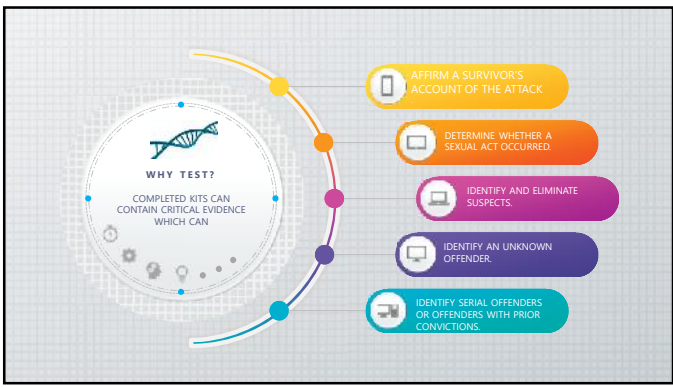 WHY TEST?
COMPLETED KITS CAN
CONTAIN CRITICAL EVIDENCE
WHICH CAN
AFFIRM A SURVIVOR'S
ACCOUNT OF THE ATTACK
DETERMINE WHETHER A
SEXUAL ACT OCCURRED.
IDENTIFY AND ELIMINATE
SUSPECTS.
IDENTIFY AN UNKNOWN
OFFENDER.
IDENTIFY SERIAL OFFENDERS
OR OFFENDERS WITH PRIOR
CONVICTIONS.